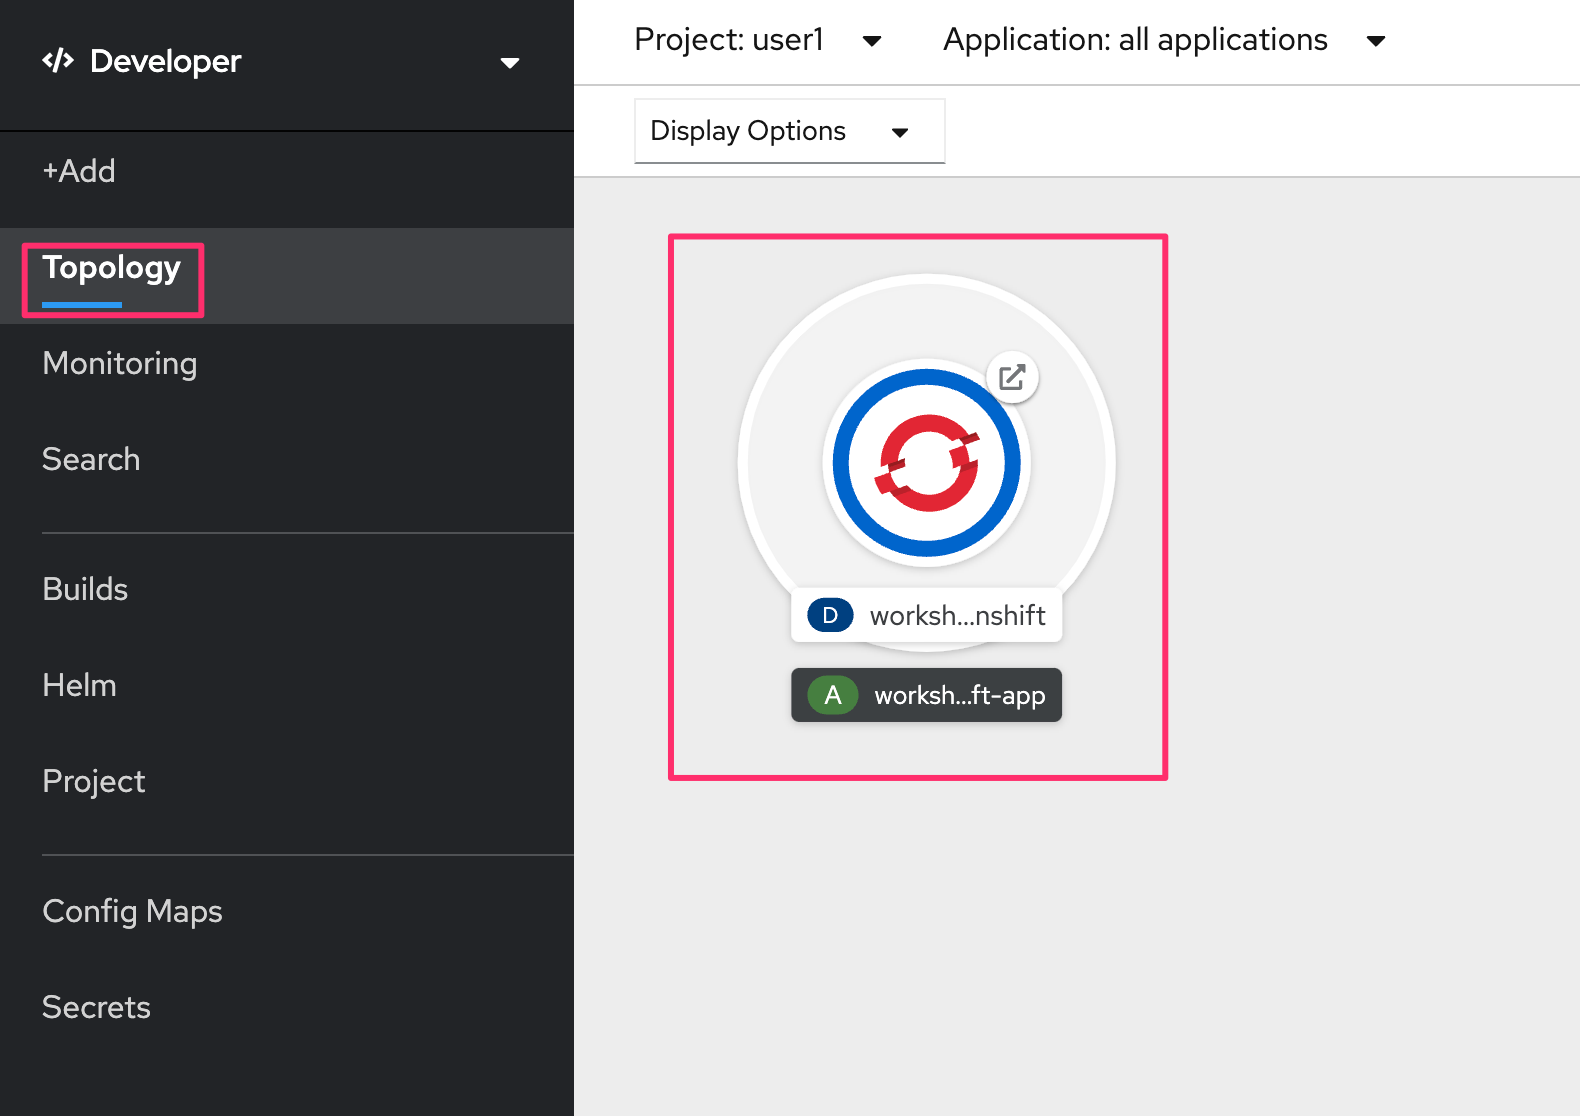 Developer
+Add
Topology
Monitoring
Search
Builds
Helm
Project
Config Maps
Secrets
Project: user1
Application: all applications
Display Options
D worksh...nshift
A worksh...ft-app